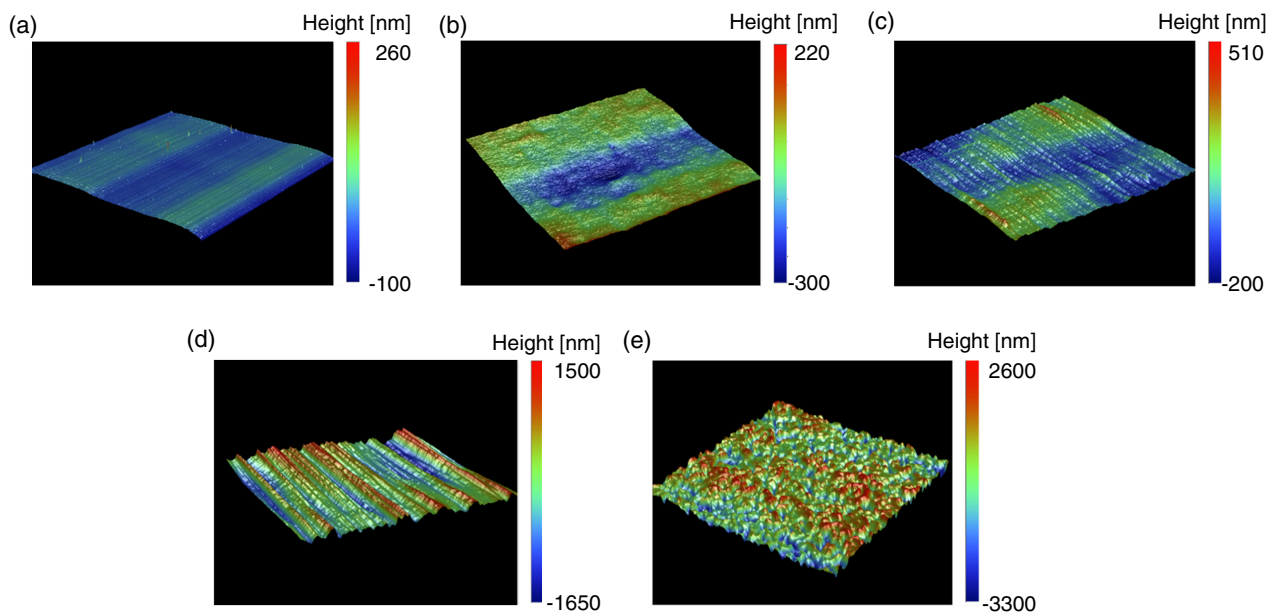 (a)
Height [nm]
260
-100
(b)
Height [nm]
220
-300
(c)
Height [nm]
510
-200
(d)
Height [nm]
1500
-1650
(e)
Height [nm]
2600
-3300